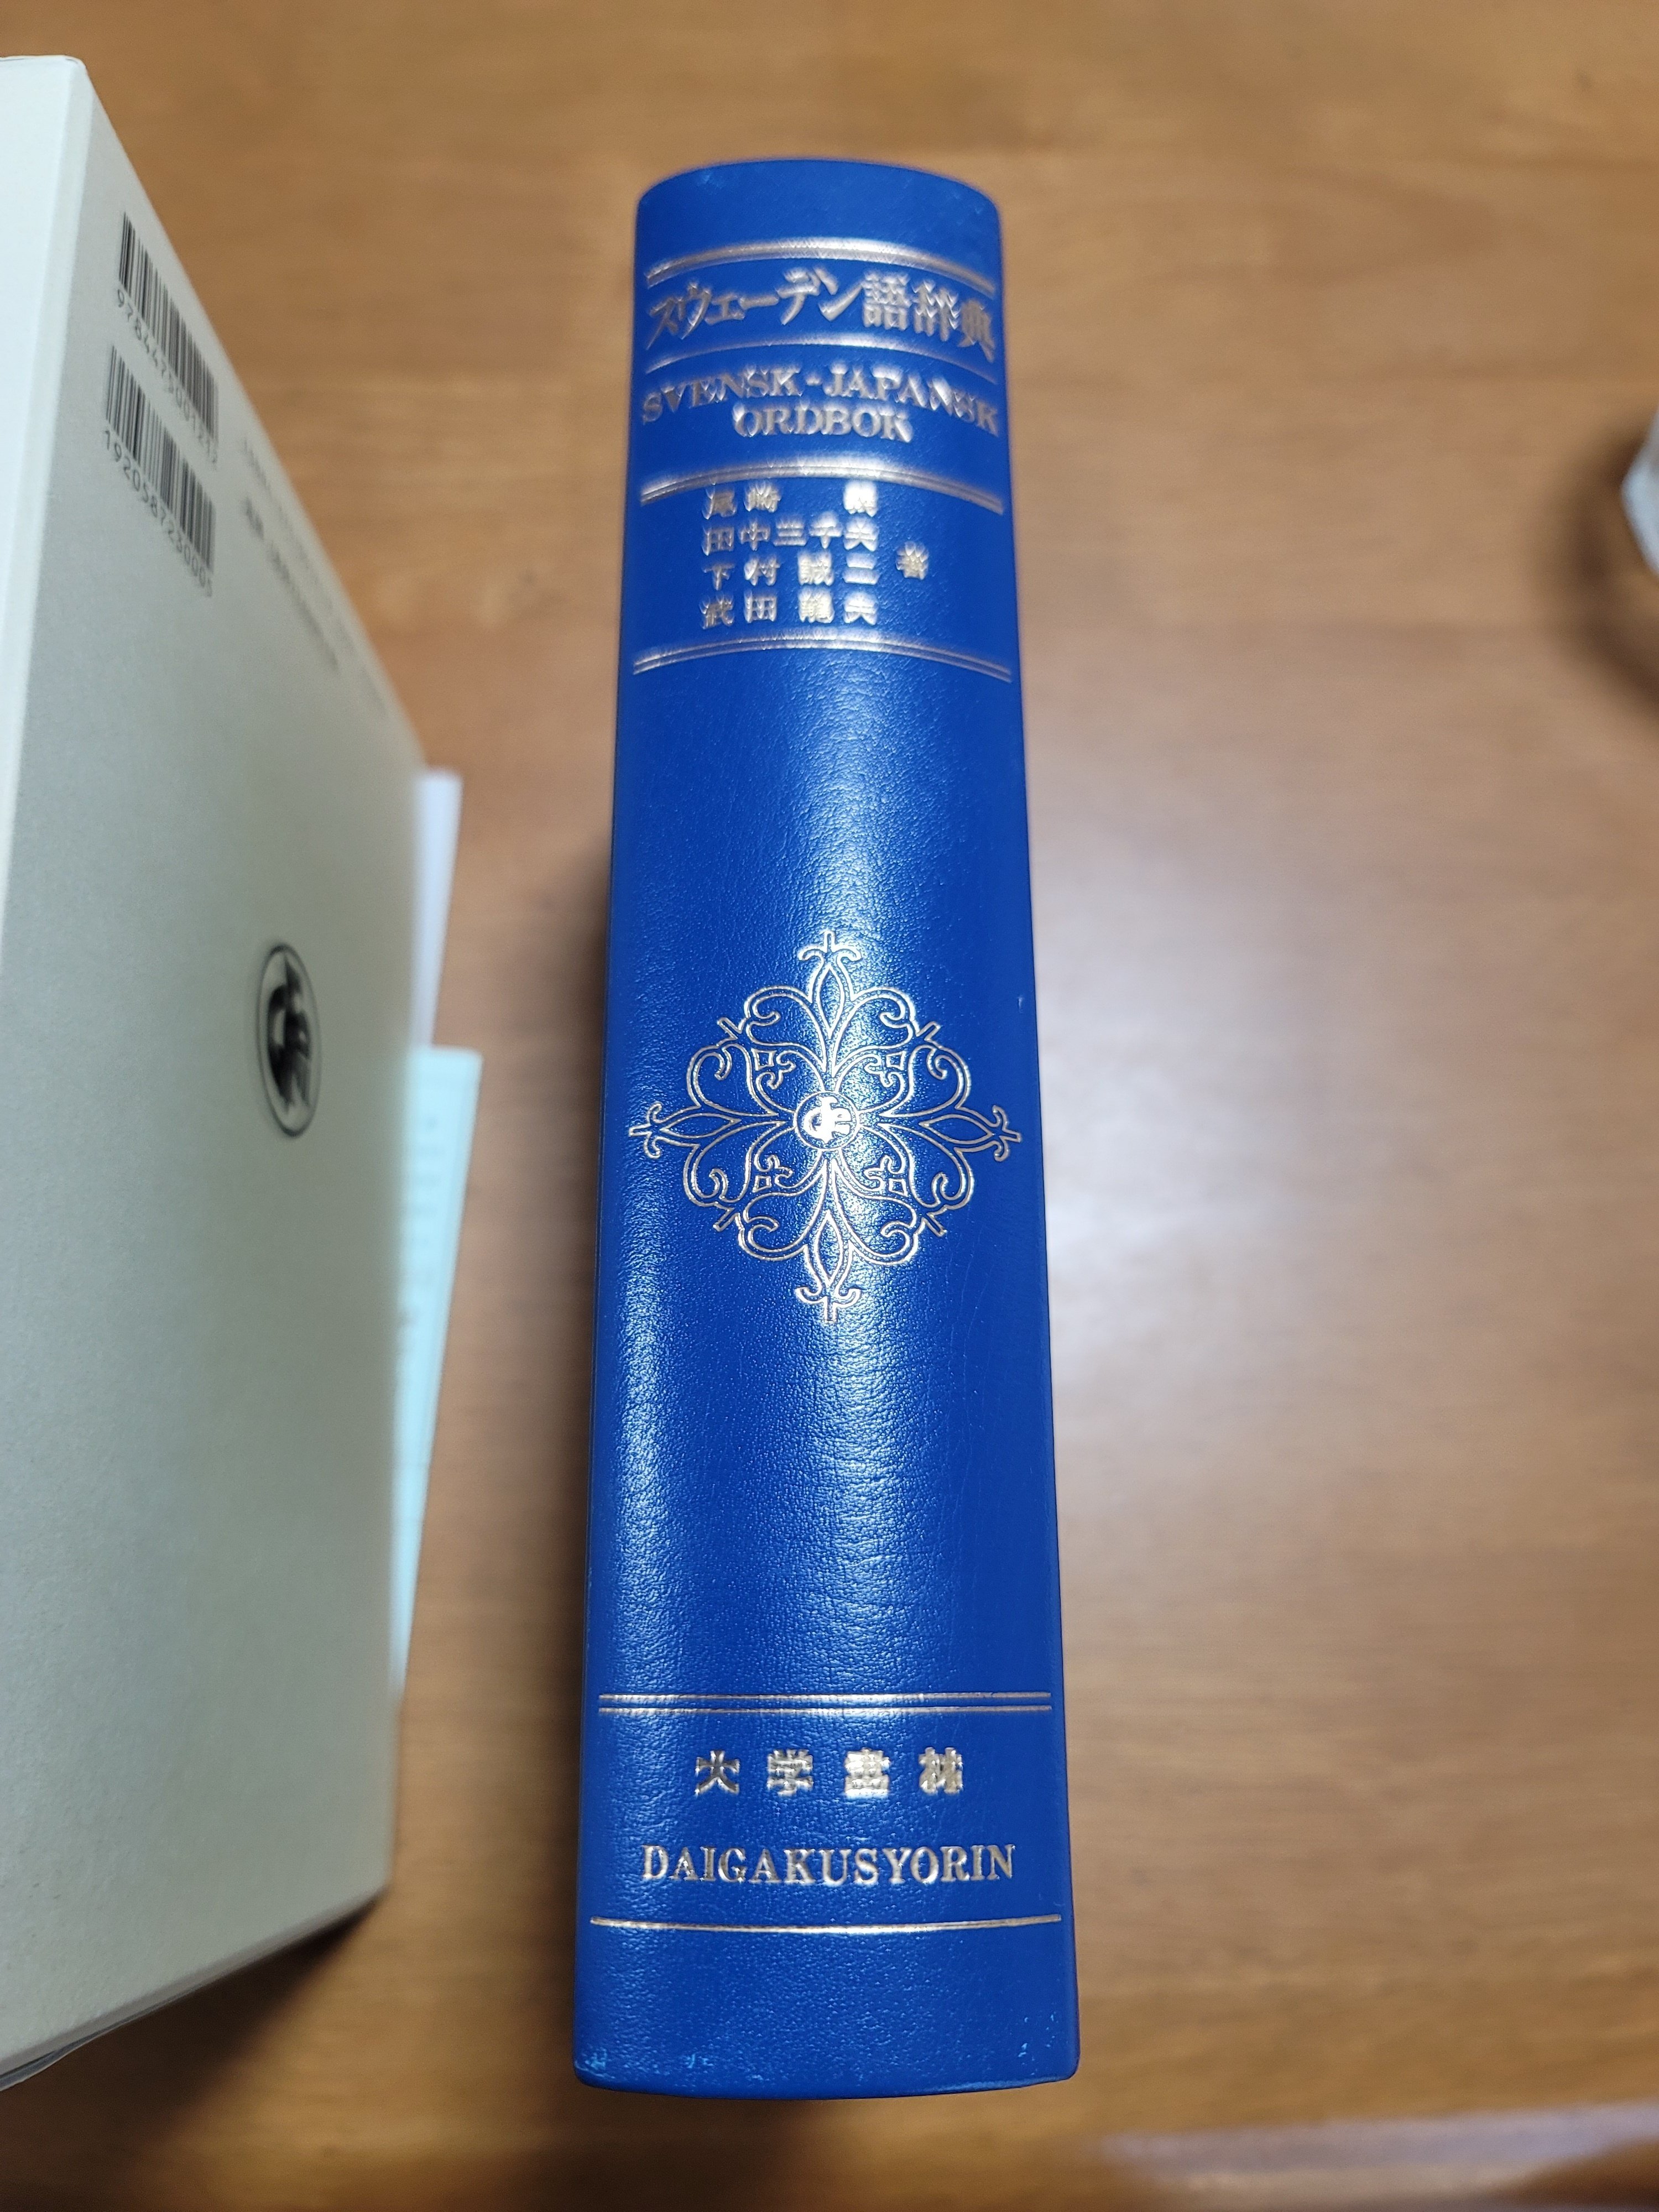 スウェーデン語辞典
SVENSK-JAPANSK
ORDBOK
尾崎 義
田中三千夫
下村 誠二
武田 龍夫
著
大学書林
DAIGAKUSYORIN
1920587230005